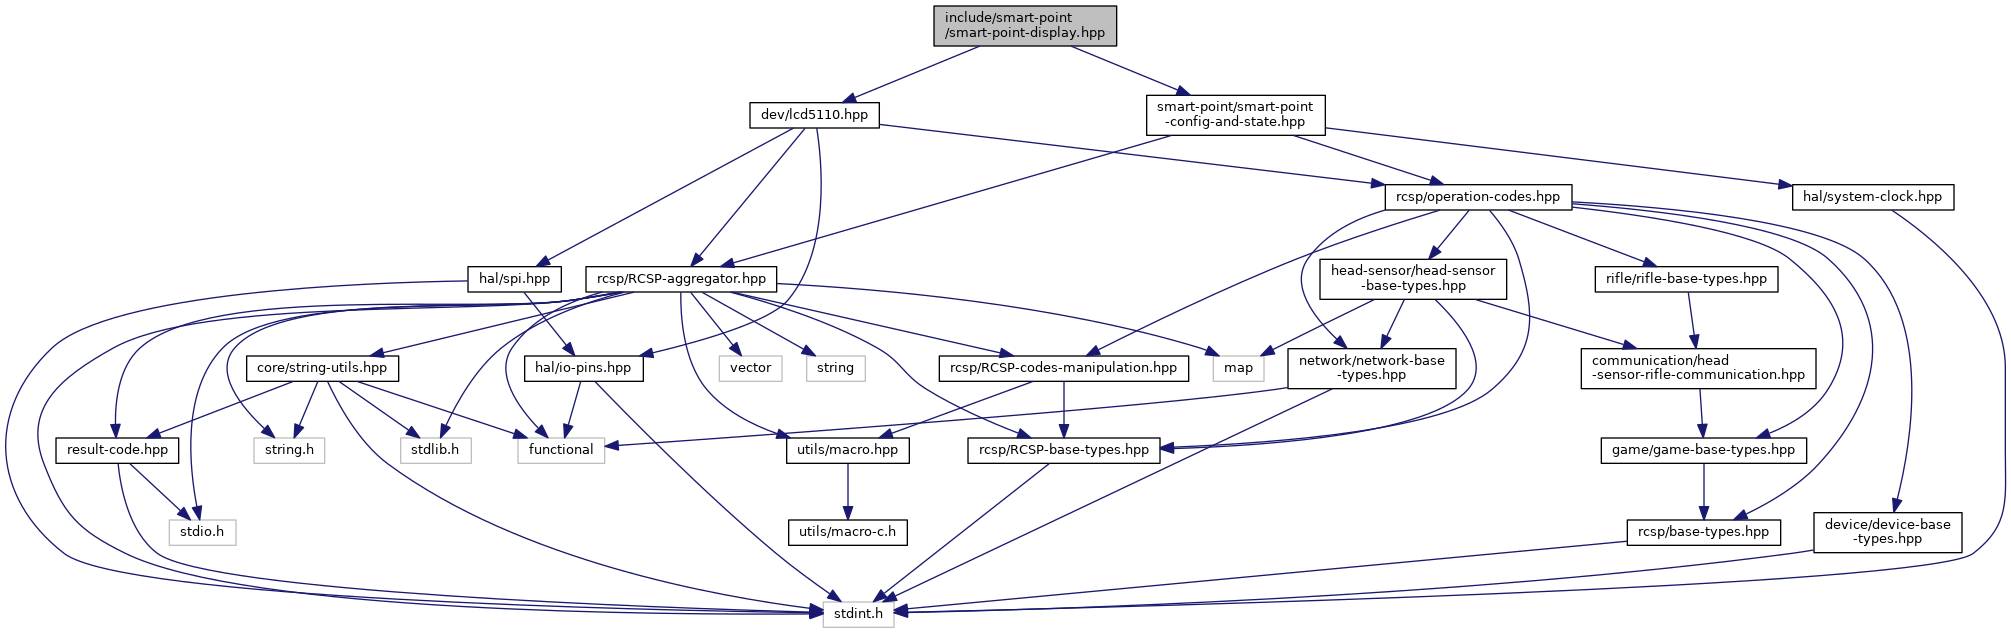 include/smart-point
/smart-point-display.hpp
dev/lcd5110.hpp
smart-point/smart-point
-config-and-state.hpp
rcsp/operation-codes.hpp
hal/system-clock.hpp
hal/spi.hpp
rcsp/RCSP-aggregator.hpp
head-sensor/head-sensor
-base-types.hpp
rifle/rifle-base-types.hpp
core/string-utils.hpp
hal/io-pins.hpp
vector
string
rcsp/RCSP-codes-manipulation.hpp
map
network/network-base
-types.hpp
communication/head
-sensor-rifle-communication.hpp
result-code.hpp
string.h
stdlib.h
functional
utils/macro.hpp
rcsp/RCSP-base-types.hpp
game/game-base-types.hpp
stdio.h
utils/macro-c.h
rcsp/base-types.hpp
device/device-base
-types.hpp
stdint.h